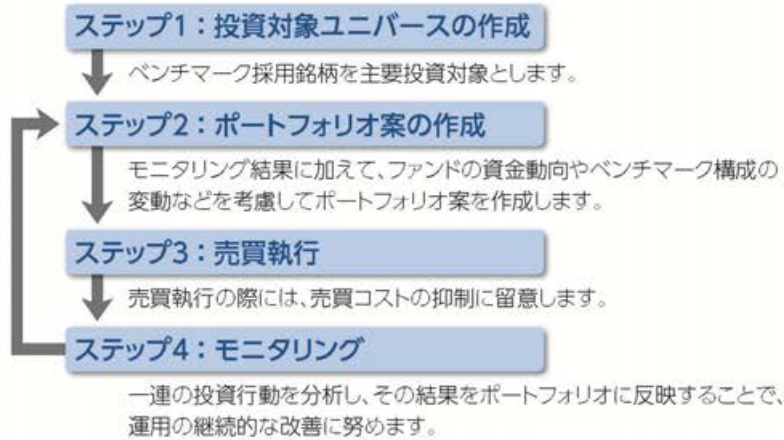 ステップ1：投資対象ユニバースの作成
ベンチマーク採用銘柄を主要投資対象とします。
ステップ2：ポートフォリオ案の作成
モニタリング結果に加えて、ファンドの資金動向やベンチマーク構成の
変動などを考慮してポートフォリオ案を作成します。
ステップ3：売買執行
売買執行の際には、売買コストの抑制に留意します。
ステップ4：モニタリング
一連の投資行動を分析し、その結果をポートフォリオに反映することで、
運用の継続的な改善に努めます。